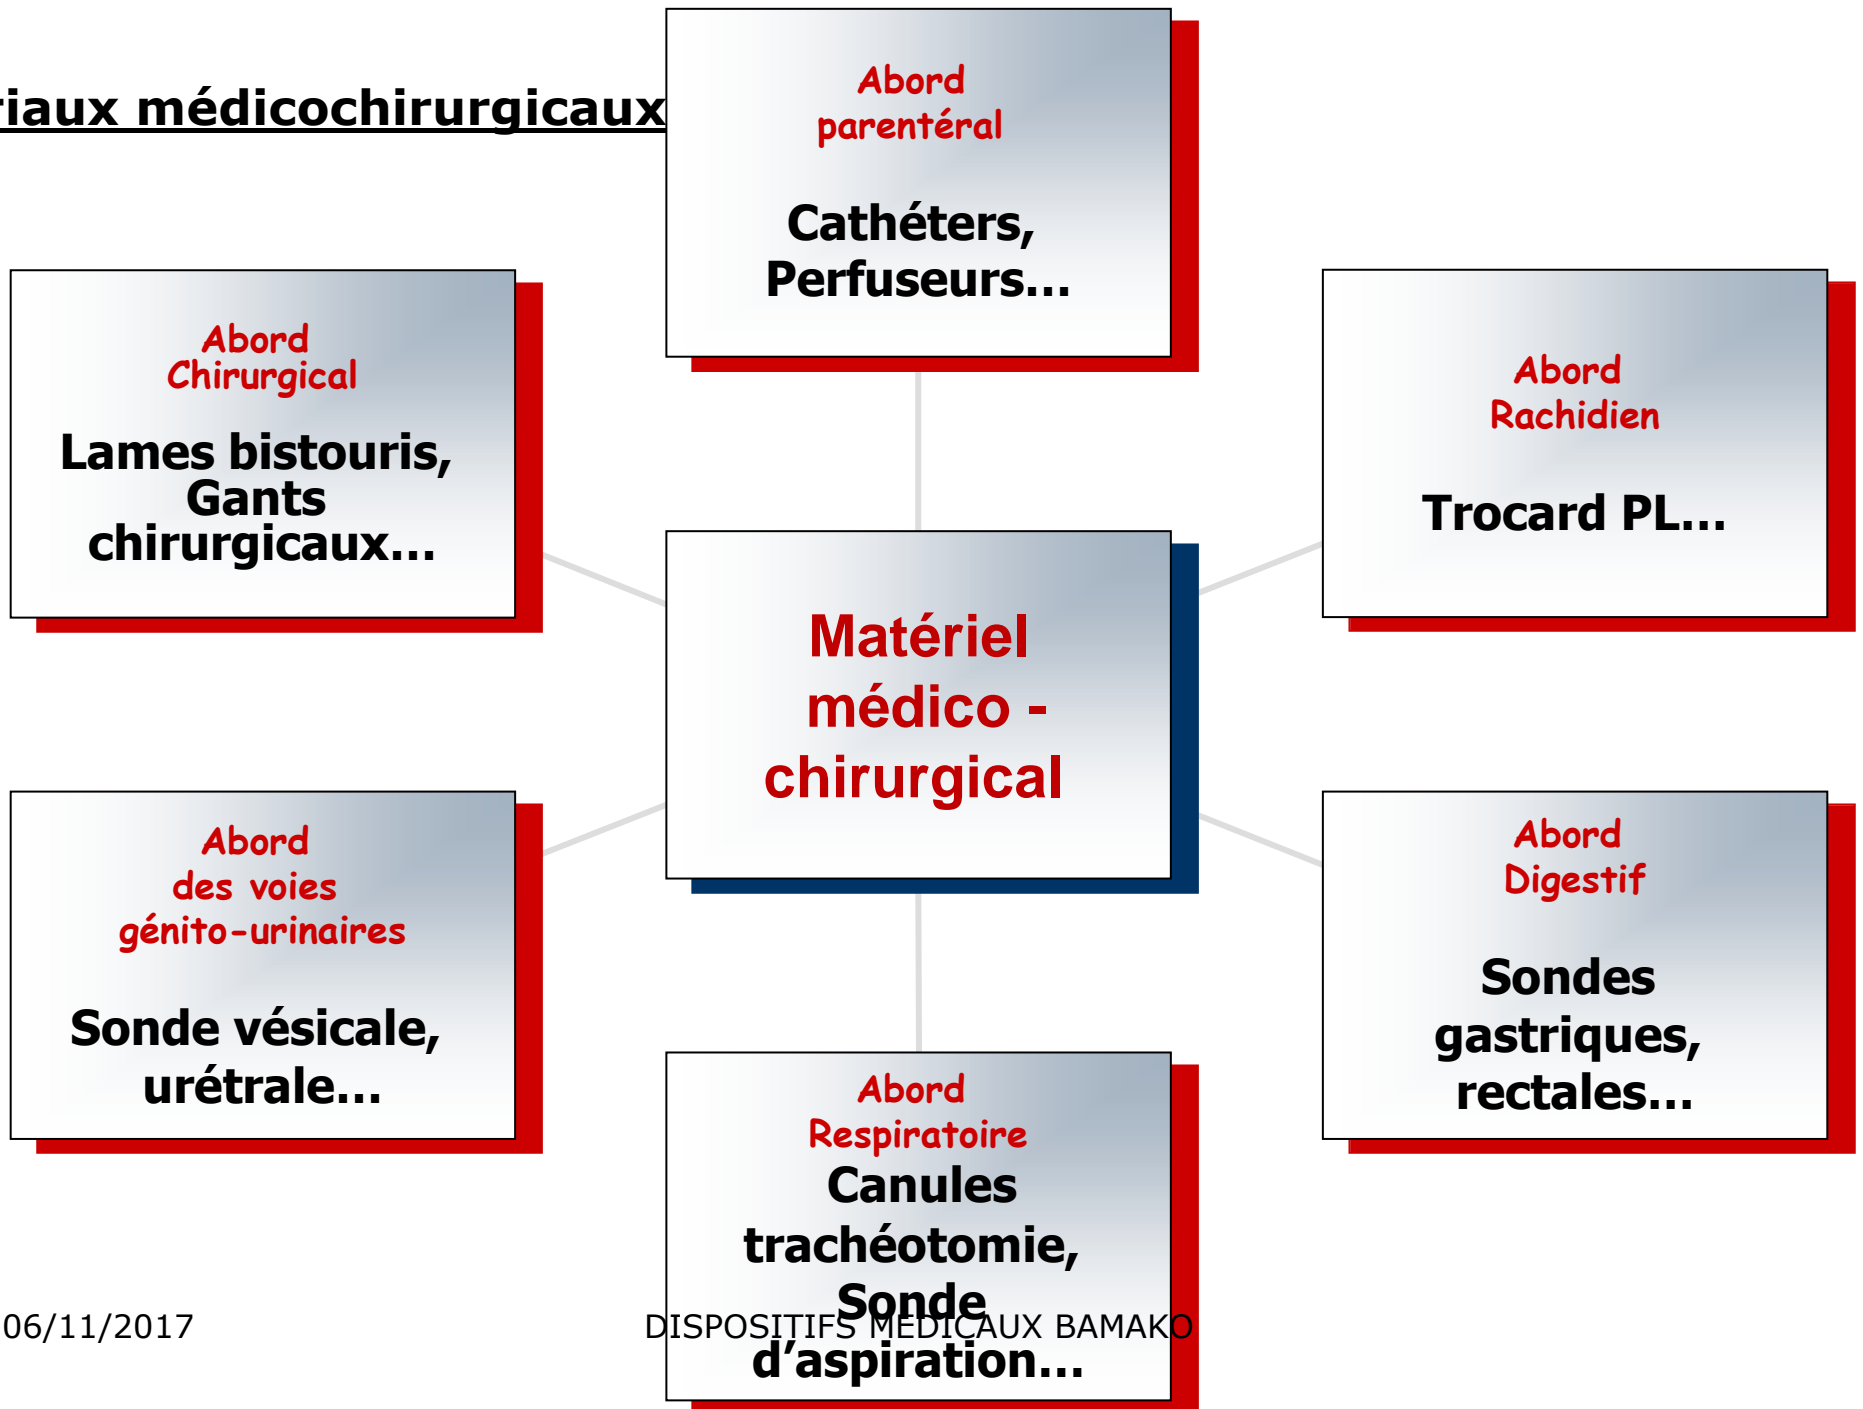 riaux médicochirurgicaux
Abord
parentéral
Cathéters,
Perfuseurs...
Abord
Chirurgical
Lames bistouris,
Gants
chirurgicaux...
Abord
Rachidien
Trocard PL...
Matériel
médico -
chirurgical
Abord
des voies
génito-urinaires
Sonde vésicale,
urétrale...
Abord
Digestif
Sondes
gastriques,
rectales...
Abord
Respiratoire
Canules
trachéotomie,
Sonde
d’aspiration...
06/11/2017
DISPOSITIFS MEDICAUX BAMAKO